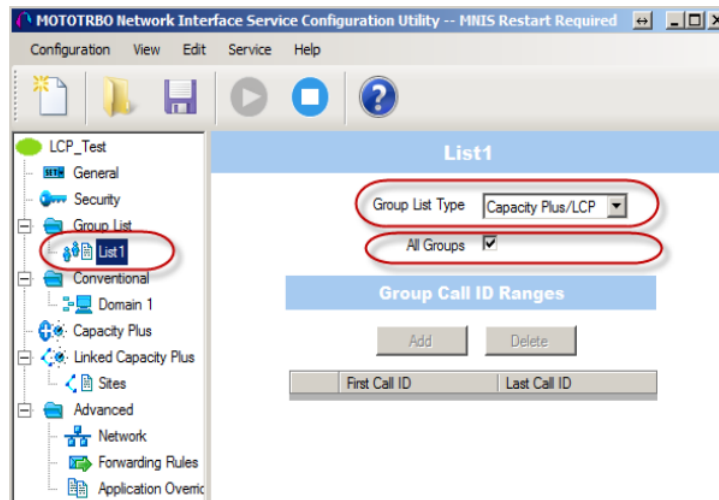 MOTOTRBO Network Interface Service Configuration Utility -- MNIS Restart Required
Configuration View Edit Service Help
LCP_Test
General
Security
Group List
List1
Conventional
Domain 1
Capacity Plus
Linked Capacity Plus
Sites
Advanced
Network
Forwarding Rules
Application Overric
List1
Group List Type Capacity Plus/LCP
All Groups
Group Call ID Ranges
Add Delete
First Call ID Last Call ID